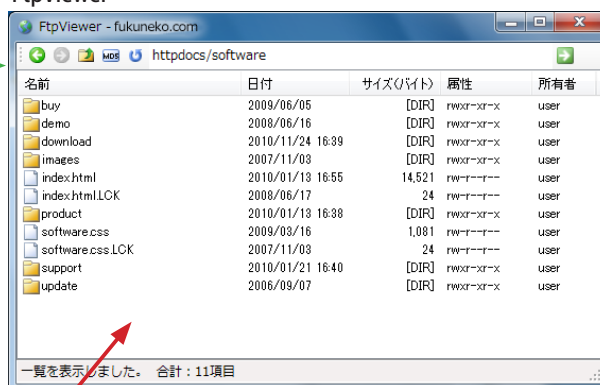 FtpViewer
FtpViewer - fukuneko.com
MD5 httpdocs/software
名前 日付 サイズ(バイト) 属性 所有者
buy 2009/06/05 [DIR] rwxr-xr-x user
demo 2008/06/16 [DIR] rwxr-xr-x user
download 2010/11/24 16:39 [DIR] rwxr-xr-x user
images 2007/11/03 [DIR] rwxr-xr-x user
index.html 2010/01/13 16:55 14,521 rw-r--r-- user
index.html.LCK 2008/06/17 24 rw-r--r-- user
product 2010/01/13 16:38 [DIR] rwxr-xr-x user
software.css 2009/03/16 1,081 rw-r--r-- user
software.css.LCK 2007/11/03 24 rw-r--r-- user
support 2010/01/21 16:40 [DIR] rwxr-xr-x user
update 2006/09/07 [DIR] rwxr-xr-x user
一覧を表示しました。 合計：11項目